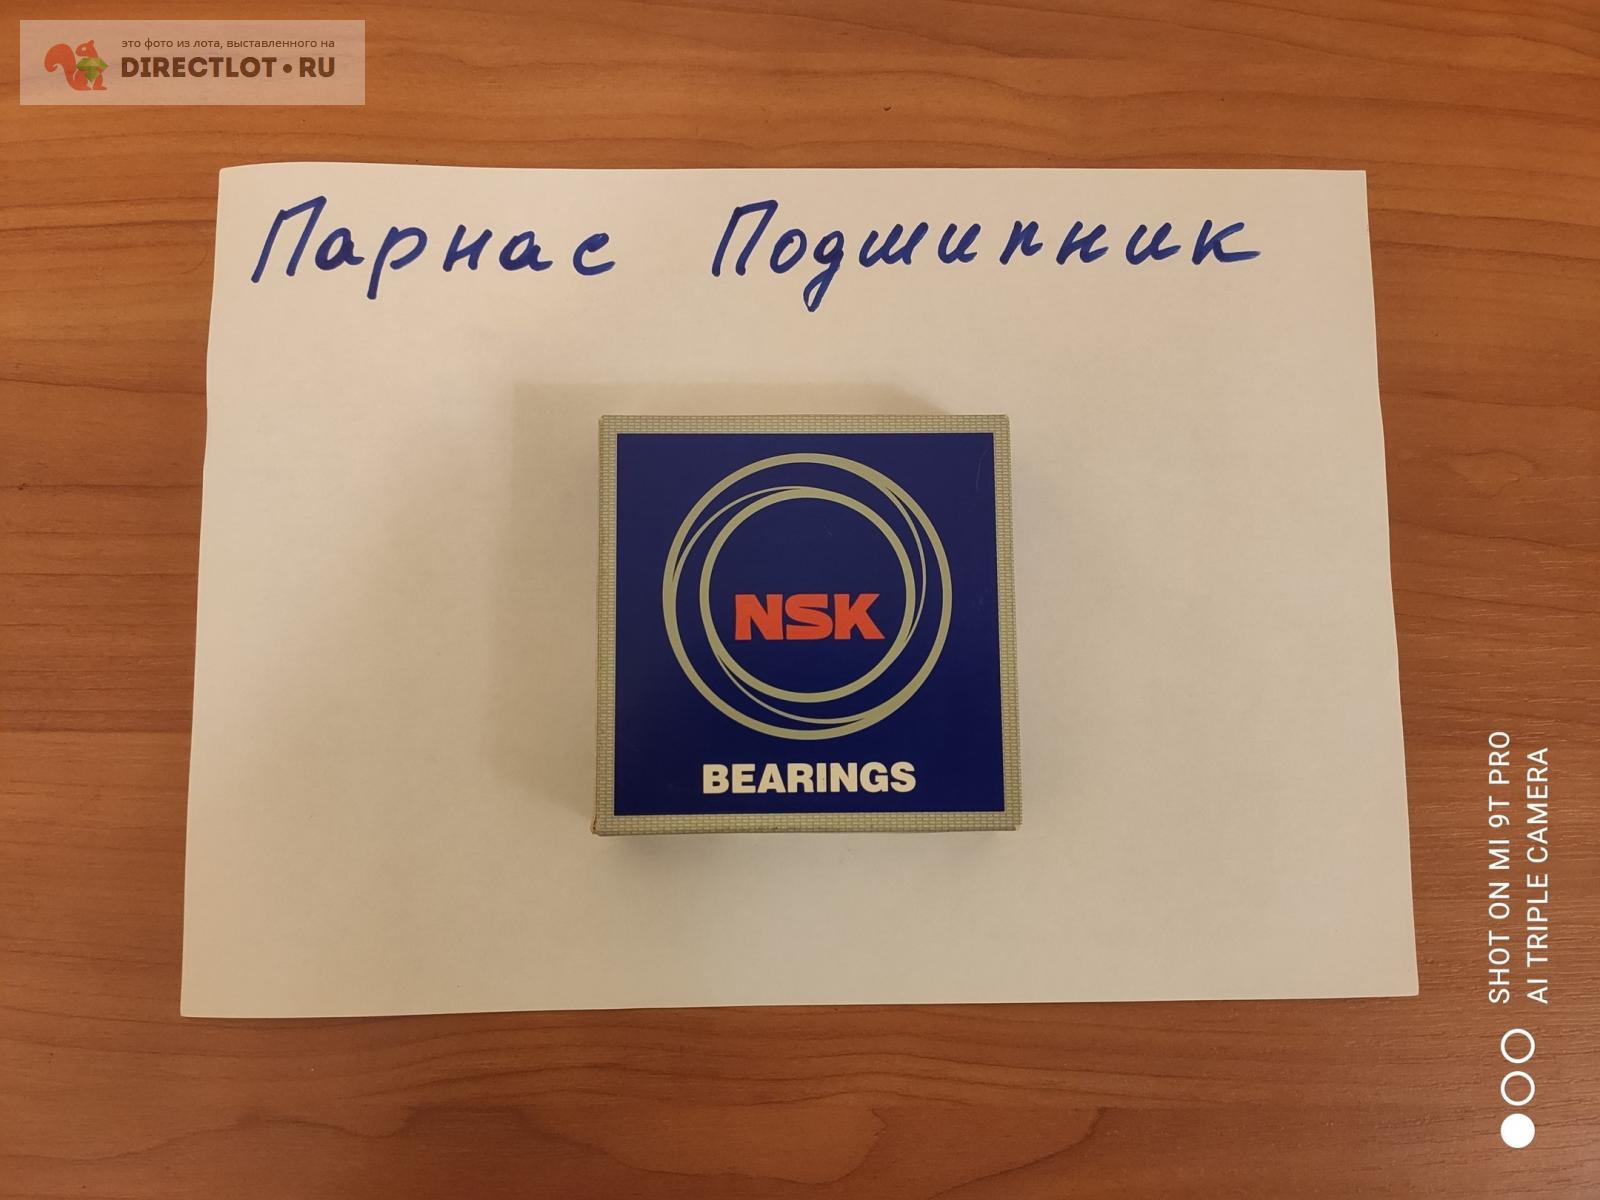 это фото из лота, выставленного на
DIRECTLOT.RU
Парнас Подшипник
NSK
BEARINGS
SHOT ON MI 9T PRO
AI TRIPLE CAMERA